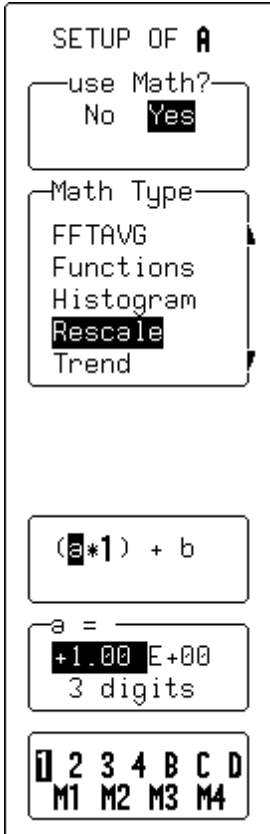 SETUP OF A
use Math?
No Yes
Math Type
FFTAVG
Functions
Histogram
Rescale
Trend
(a*1) + b
a =
+1.00 E+00
3 digits
1 2 3 4 B C D
M1 M2 M3 M4